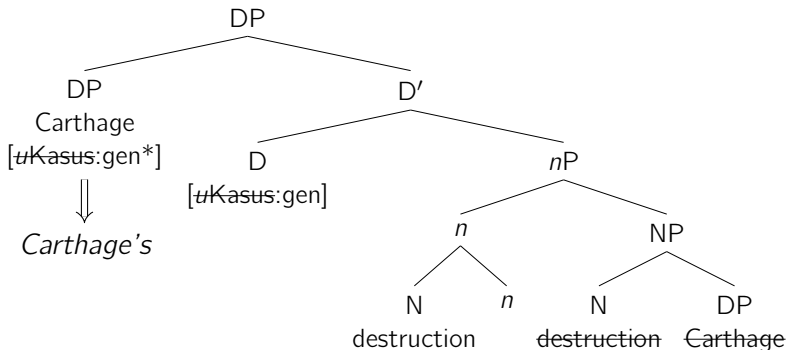 DP
DP D′
Carthage
[uKasus:gen*] D nP
[uKasus:gen]
Carthage's n NP
N n N DP
destruction destruction Carthage